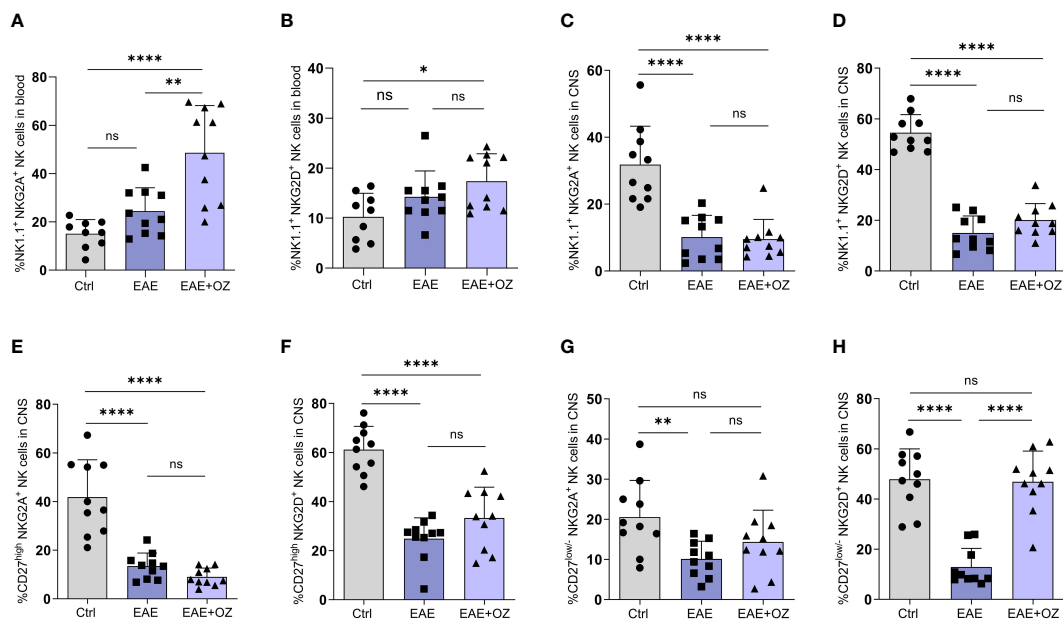 A
%NK1.1+ NKG2A+ NK cells in blood
80
60
40
20
0
****
**
ns
Ctrl EAE EAE+OZ
B
%NK1.1+ NKG2D+ NK cells in blood
40
30
20
10
0
*
ns ns
Ctrl EAE EAE+OZ
C
%NK1.1+ NKG2A+ NK cells in CNS
60
40
20
0
****
****
ns
Ctrl EAE EAE+OZ
D
%NK1.1+ NKG2D+ NK cells in CNS
80
60
40
20
0
****
****
ns
Ctrl EAE EAE+OZ
E
%CD27high NKG2A+ NK cells in CNS
80
60
40
20
0
****
****
ns
Ctrl EAE EAE+OZ
F
%CD27high NKG2D+ NK cells in CNS
80
60
40
20
0
****
****
ns
Ctrl EAE EAE+OZ
G
%CD27low/- NKG2A+ NK cells in CNS
50
40
30
20
10
0
ns
** ns
Ctrl EAE EAE+OZ
H
%CD27low/- NKG2D+ NK cells in CNS
80
60
40
20
0
ns
**** ****
Ctrl EAE EAE+OZ